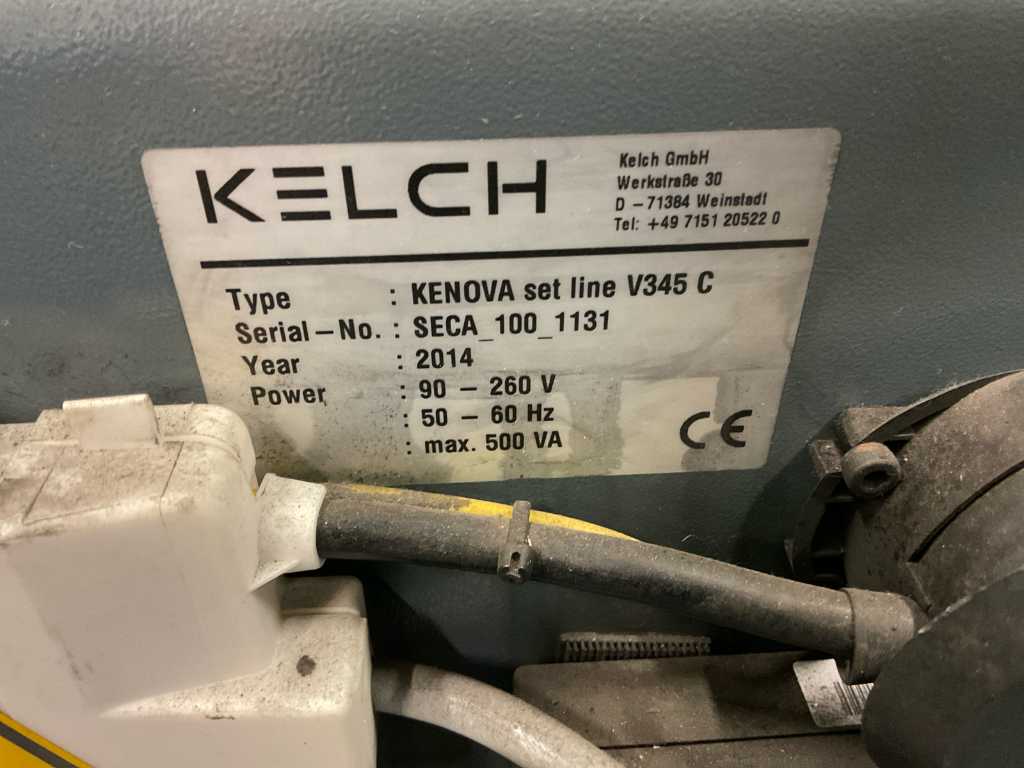 KELCH
Kelch GmbH
Werkstraße 30
D – 71384 Weinstadt
Tel: +49 7151 20522 0
Type : KENOVA set line V345 C
Serial–No. : SECA_100_1131
Year : 2014
Power : 90 – 260 V
: 50 – 60 Hz
: max. 500 VA
CE